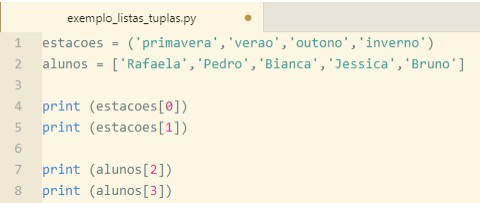 exemplo_listas_tuplas.py
1 estacoes = ('primavera','verao','outono','inverno')
2 alunos = ['Rafaela','Pedro','Bianca','Jessica','Bruno']
3
4 print (estacoes[0])
5 print (estacoes[1])
6
7 print (alunos[2])
8 print (alunos[3])